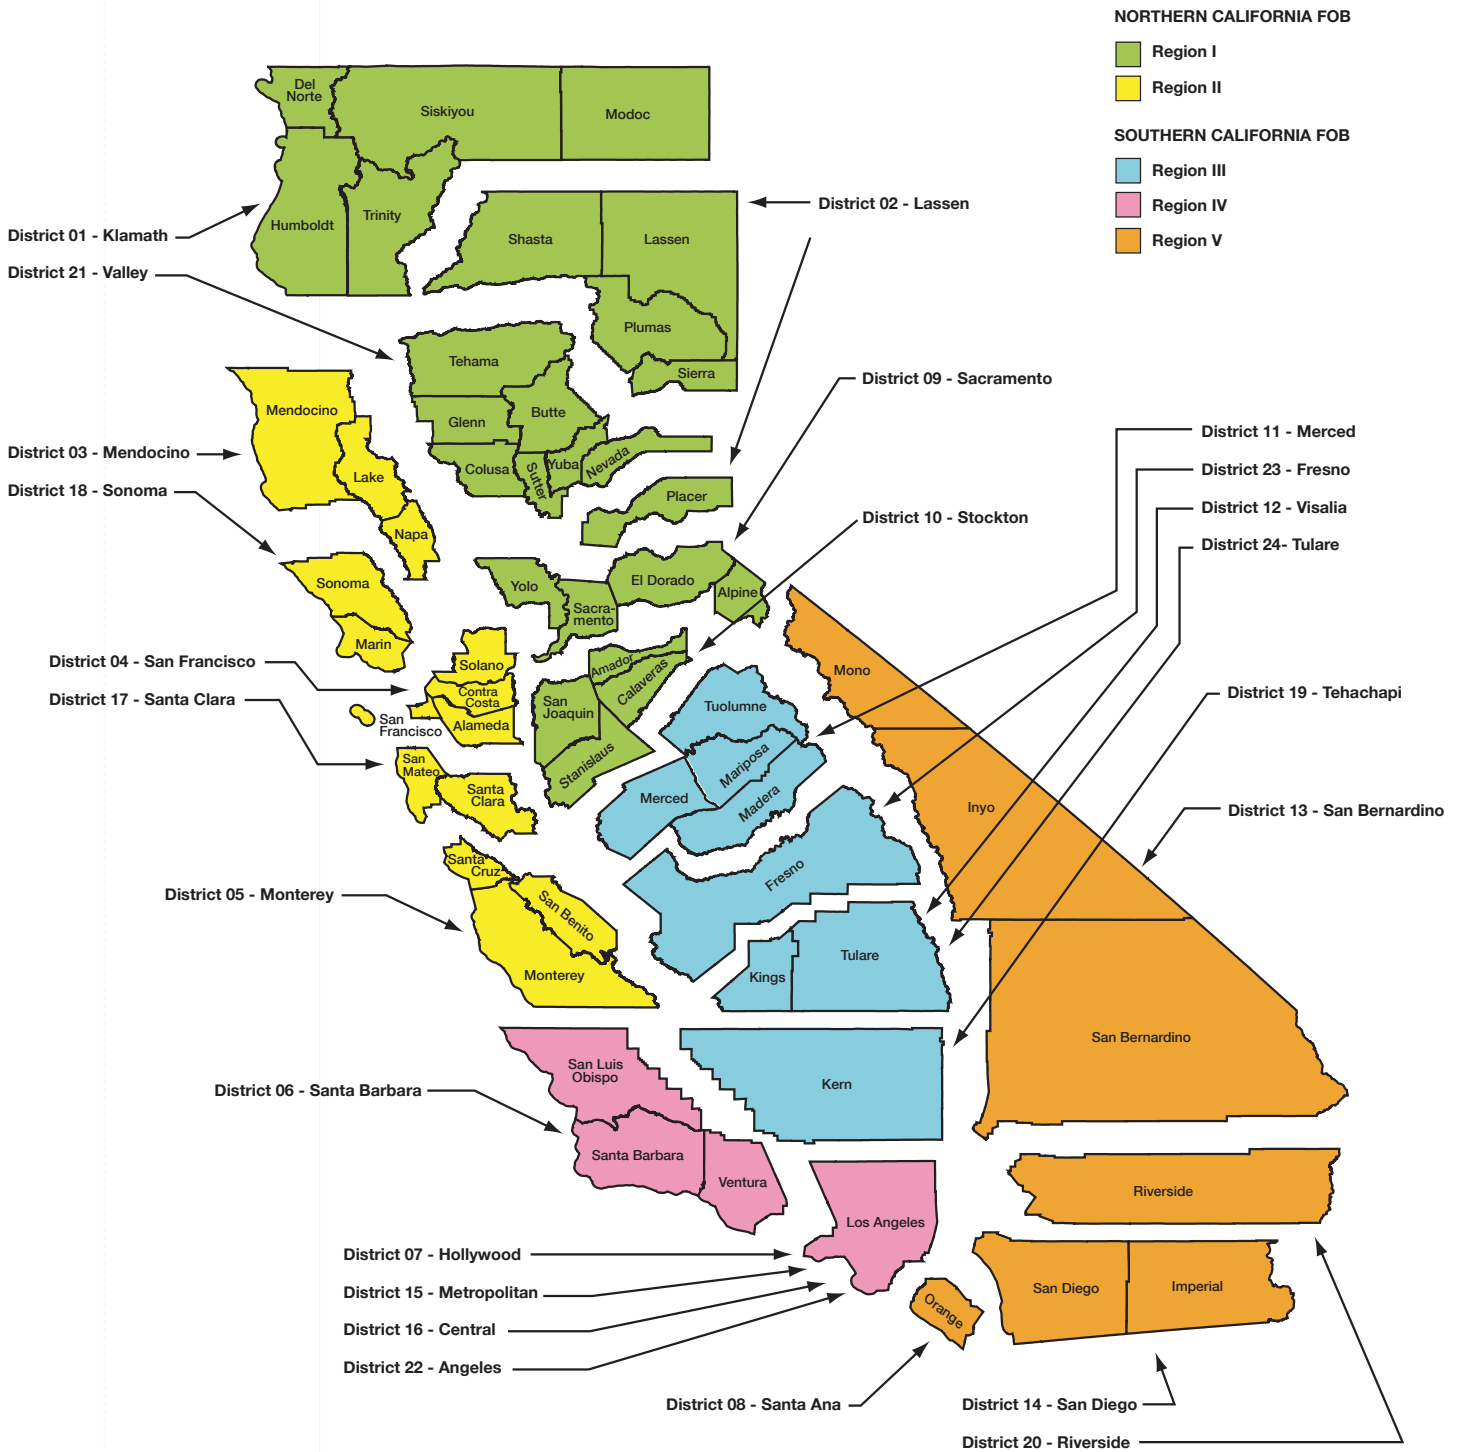 NORTHERN CALIFORNIA FOB
Region I
Region II
SOUTHERN CALIFORNIA FOB
Region III
Region IV
Region V
Del
Norte
Siskiyou
Modoc
Humboldt
Trinity
District 01 - Klamath
District 02 - Lassen
Shasta
Lassen
District 21 - Valley
Plumas
Sierra
Tehama
Glenn
Butte
Colusa
Sutter
Yuba
Nevada
Placer
Mendocino
Lake
Napa
District 03 - Mendocino
District 18 - Sonoma
District 09 - Sacramento
District 11 - Merced
District 23 - Fresno
District 12 - Visalia
District 24- Tulare
District 10 - Stockton
Sonoma
Marin
Yolo
Sacra-
mento
El Dorado
Alpine
District 04 - San Francisco
District 17 - Santa Clara
Solano
Contra
Costa
Alameda
San
Francisco
San
Mateo
Santa
Clara
Amador
Calaveras
San
Joaquin
Stanislaus
Tuolumne
Mariposa
Merced
Madera
Mono
Inyo
District 19 - Tehachapi
District 13 - San Bernardino
Santa
Cruz
San Benito
Monterey
District 05 - Monterey
Fresno
Kings
Tulare
San Bernardino
San Luis
Obispo
Kern
District 06 - Santa Barbara
Santa Barbara
Ventura
Los Angeles
Riverside
District 07 - Hollywood
District 15 - Metropolitan
District 16 - Central
District 22 - Angeles
Orange
San Diego
Imperial
District 08 - Santa Ana
District 14 - San Diego
District 20 - Riverside